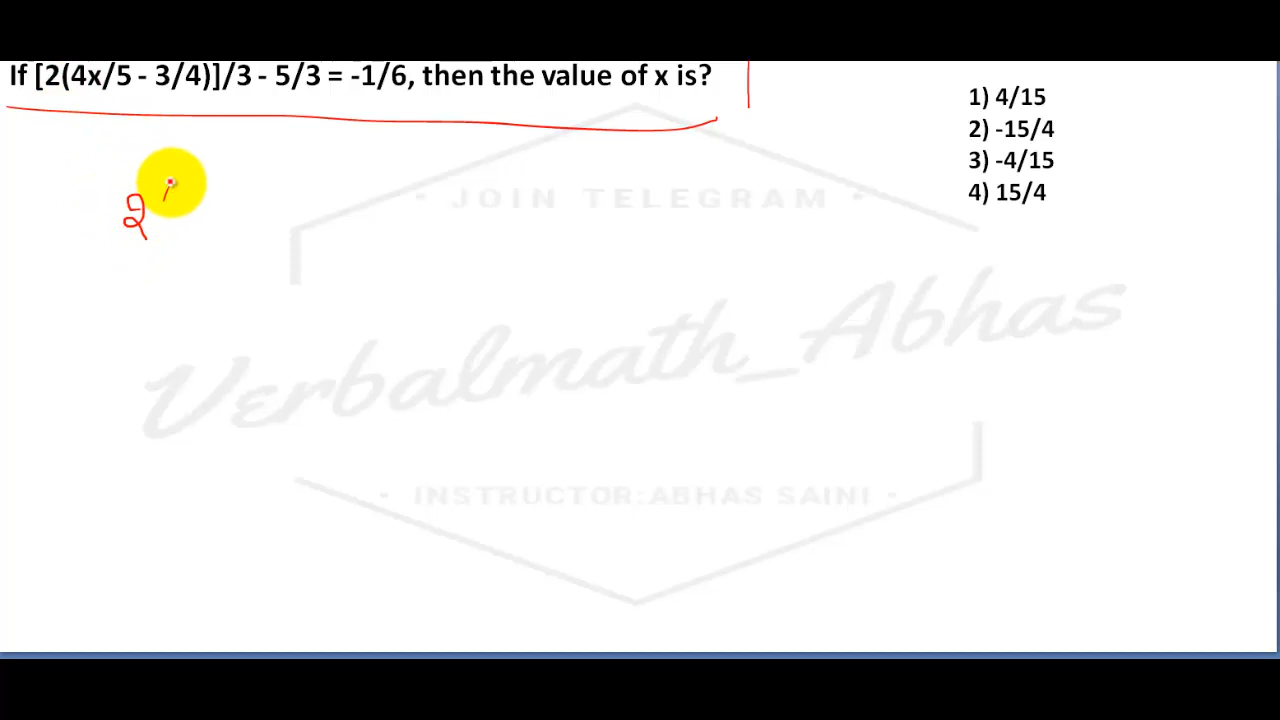 If [2(4x/5 - 3/4)]/3 - 5/3 = -1/6, then the value of x is?
1) 4/15
2) -15/4
3) -4/15
4) 15/4
2
· JOIN TELEGRAM ·
Verbalmath_Abhas
· INSTRUCTOR:ABHAS SAINI ·